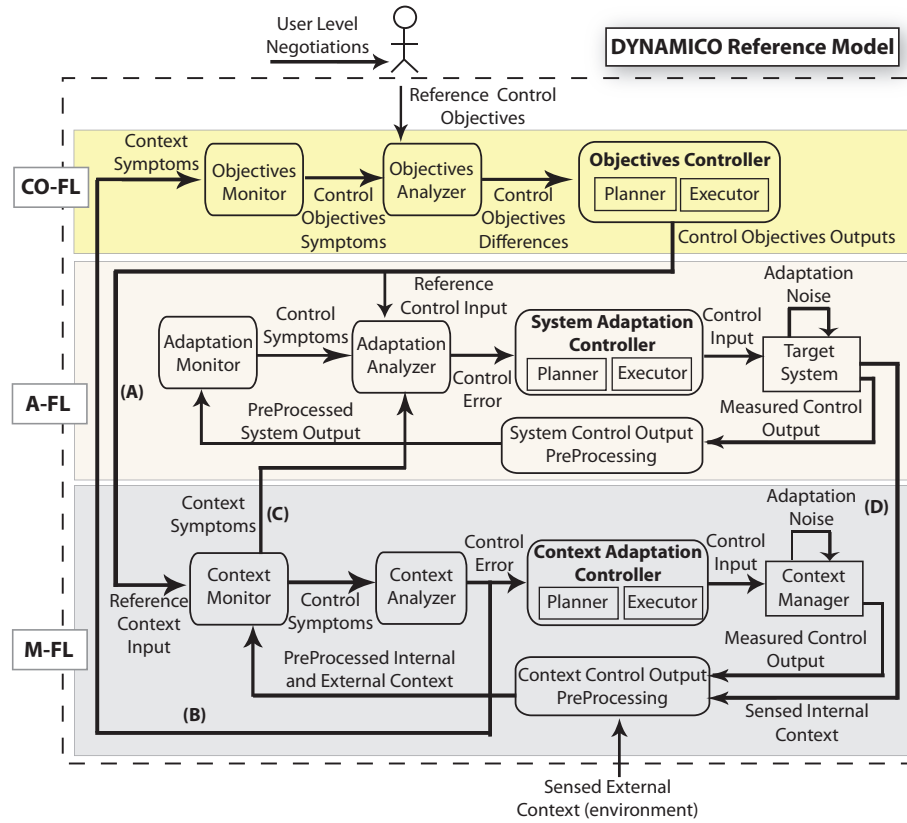 User Level
Negotiations
DYNAMICO Reference Model
Reference Control
Objectives
CO-FL
Context
Symptoms
Objectives
Monitor
Control
Objectives
Symptoms
Objectives
Analyzer
Control
Objectives
Differences
Objectives Controller
Planner
Executor
Control Objectives Outputs
A-FL
(A)
Reference
Control Input
Adaptation
Monitor
Control
Symptoms
Adaptation
Analyzer
Control
Error
System Adaptation
Controller
Planner
Executor
Control
Input
Adaptation
Noise
Target
System
Measured Control
Output
PreProcessed
System Output
System Control Output
PreProcessing
M-FL
Context
Symptoms
(C)
(D)
Reference
Context
Input
Context
Monitor
Control
Symptoms
Context
Analyzer
Control
Error
Context Adaptation
Controller
Planner
Executor
Control
Input
Adaptation
Noise
Context
Manager
Measured Control
Output
PreProcessed Internal
and External Context
Context Control Output
PreProcessing
(B)
Sensed Internal
Context
Sensed External
Context (environment)